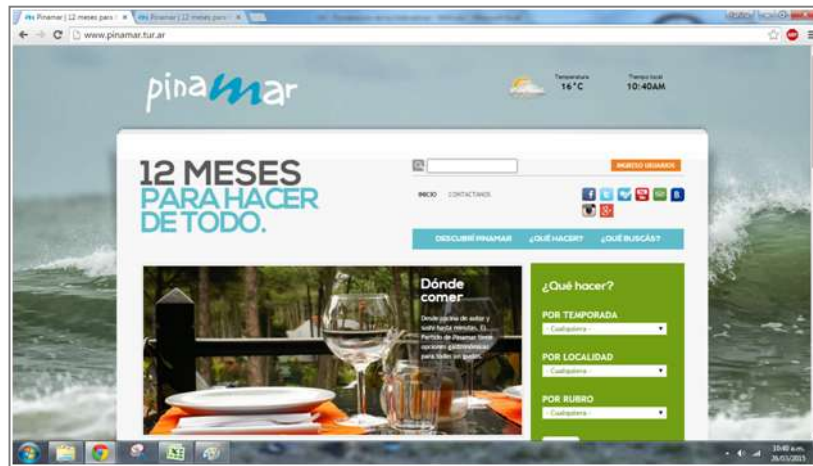 Pinamar | 12 meses para
Pinamar | 12 meses para
www.pinamar.tur.ar
pinamar
Temperatura
16°C
Tiempo local
10:40AM
12 MESES
PARA HACER
DE TODO.
INGRESO USUARIOS
INICIO CONTACTANOS
DESCUBRÍ PINAMAR ¿QUÉ HACER? ¿QUÉ BUSCÁS?
Dónde
comer
Desde cocina de autor y
sushi hasta minutas. El
Partido de Pinamar tiene
opciones gastronómicas
para todos los gustos.
¿Qué hacer?
POR TEMPORADA
- Cualquiera -
POR LOCALIDAD
- Cualquiera -
POR RUBRO
- Cualquiera -
10:40 a.m.
26/03/2015